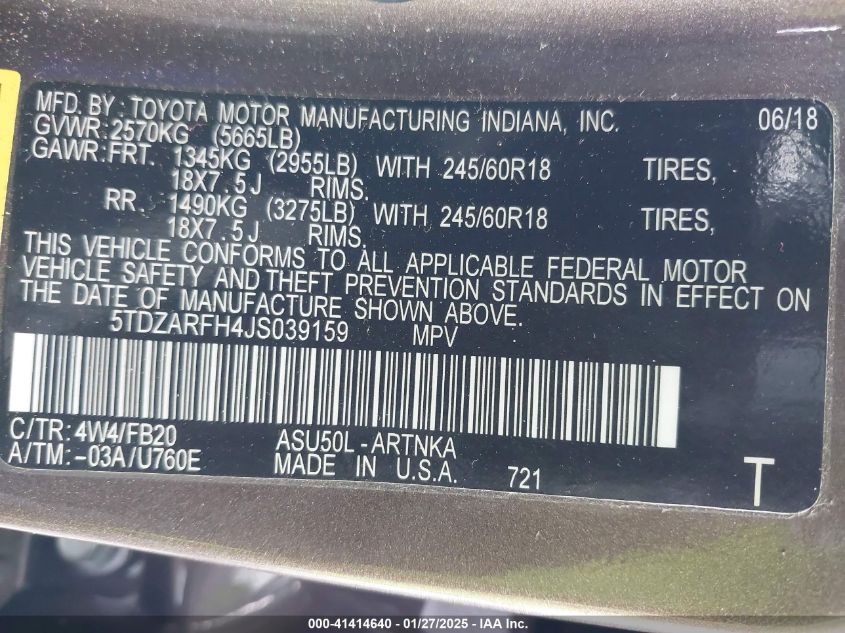 MFD. BY: TOYOTA MOTOR MANUFACTURING INDIANA, INC. 06/18
GVWR:2570KG (5665LB)
GAWR:FRT. 1345KG (2955LB) WITH 245/60R18 TIRES,
18X7.5J RIMS.
RR. 1490KG (3275LB) WITH 245/60R18 TIRES,
18X7.5J RIMS.
THIS VEHICLE CONFORMS TO ALL APPLICABLE FEDERAL MOTOR
VEHICLE SAFETY AND THEFT PREVENTION STANDARDS IN EFFECT ON
THE DATE OF MANUFACTURE SHOWN ABOVE.
5TDZARFH4JS039159 MPV
C/TR: 4W4/FB20 ASU50L-ARTNKA
A/TM: -03A/U760E MADE IN U.S.A. 721 T
000-41414640 - 01/27/2025 - IAAI INC.